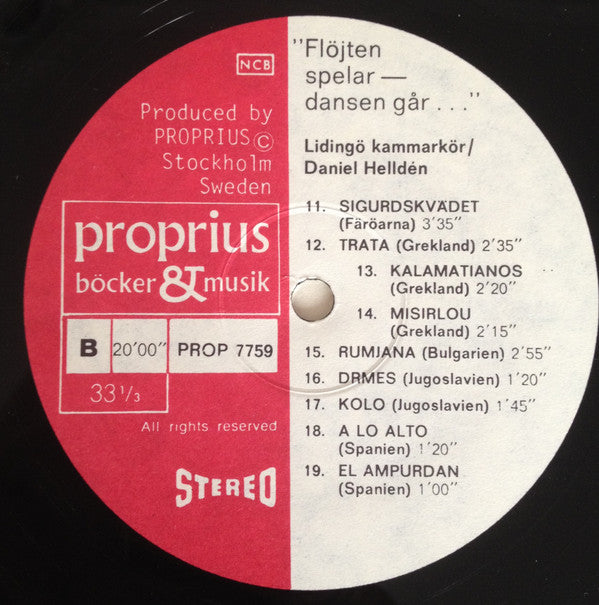 NCB
Produced by
PROPRIUS©
Stockholm
Sweden
proprius
böcker & musik
B 20'00" PROP 7759
33 1/3
All rights reserved
STEREO
"Flöjten
spelar —
dansen går . . ."
Lidingö kammarkör/
Daniel Helldén
11. SIGURDSKVÄDET
(Färöarna) 3'35"
12. TRATA (Grekland) 2'35"
13. KALAMATIANOS
(Grekland) 2'20"
14. MISIRLOU
(Grekland) 2'15"
15. RUMJANA (Bulgarien) 2'55"
16. DRMES (Jugoslavien) 1'20"
17. KOLO (Jugoslavien) 1'45"
18. A LO ALTO
(Spanien) 1'20"
19. EL AMPURDAN
(Spanien) 1'00"